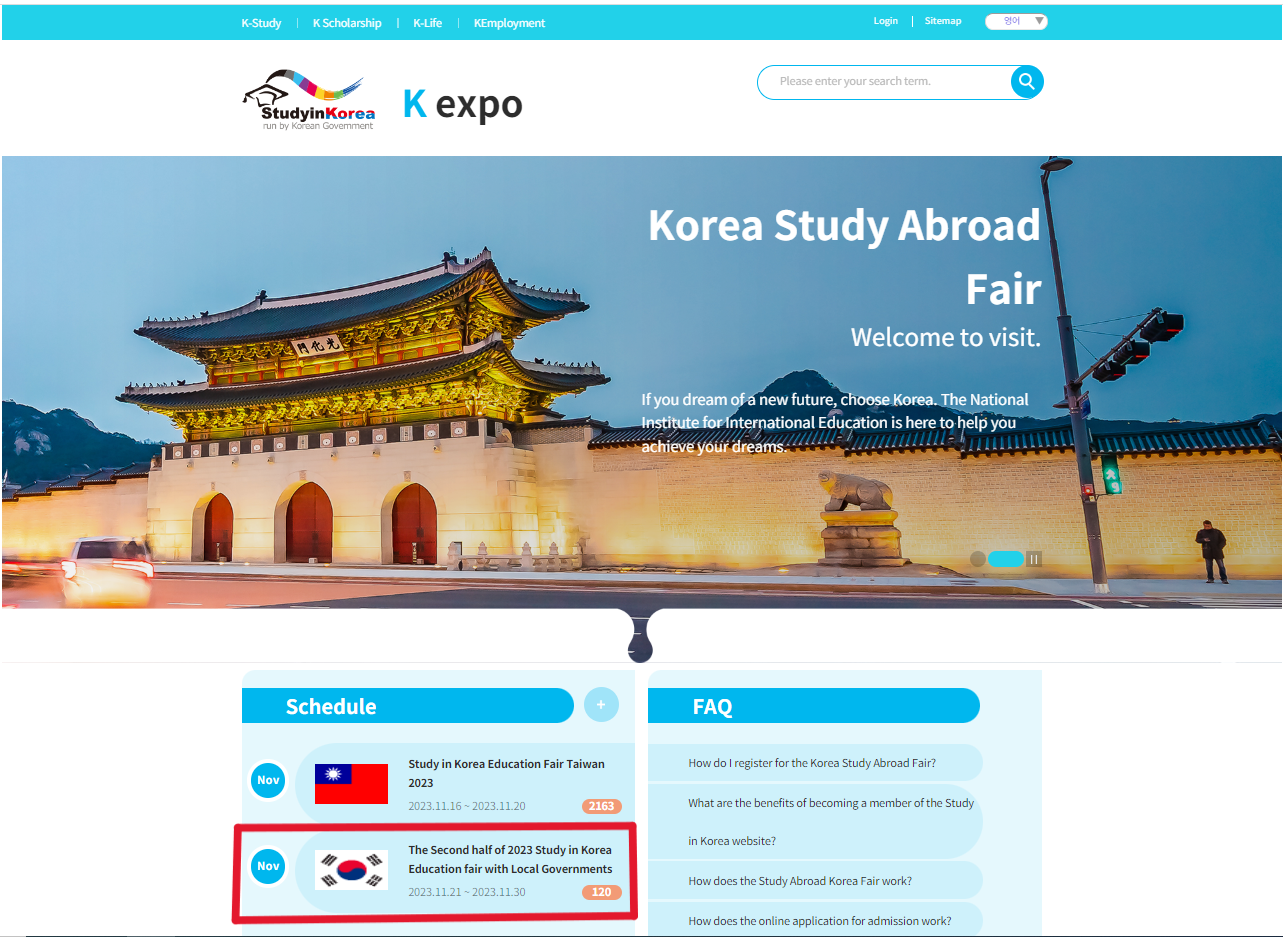 K-Study
K Scholarship
K-Life
KEmployment
Login
Sitemap
영어
StudyinKorea
run by Korean Government
K expo
Please enter your search term.
Korea Study Abroad
Fair
Welcome to visit.
If you dream of a new future, choose Korea. The National
Institute for International Education is here to help you
achieve your dreams.
門化光
Schedule
+
Nov
Study in Korea Education Fair Taiwan
2023
2023.11.16 ~ 2023.11.20
2163
Nov
The Second half of 2023 Study in Korea
Education fair with Local Governments
2023.11.21 ~ 2023.11.30
120
FAQ
How do I register for the Korea Study Abroad Fair?
What are the benefits of becoming a member of the Study
in Korea website?
How does the Study Abroad Korea Fair work?
How does the online application for admission work?